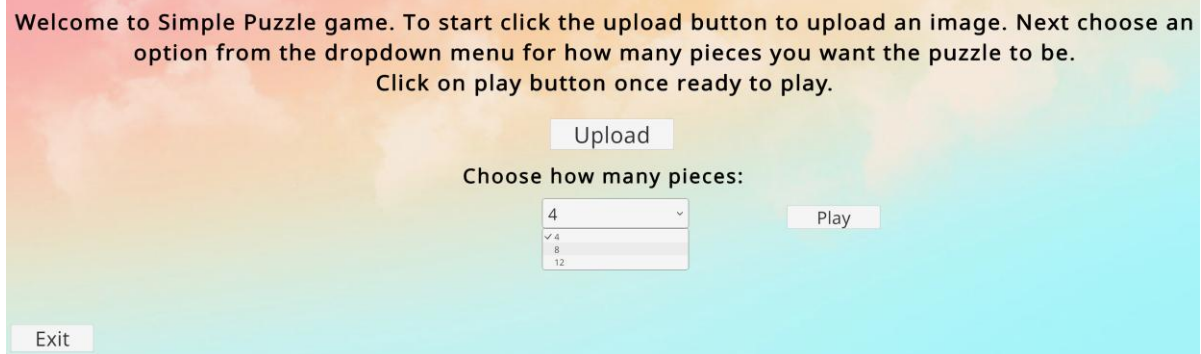 Welcome to Simple Puzzle game. To start click the upload button to upload an image. Next choose an
option from the dropdown menu for how many pieces you want the puzzle to be.
Click on play button once ready to play.
Upload
Choose how many pieces:
4
Play
4
8
12
Exit